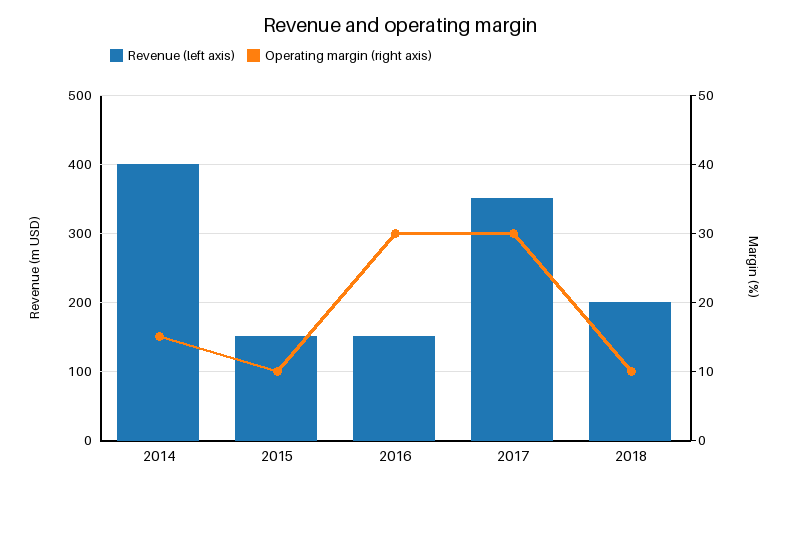 Revenue and operating margin
Revenue (left axis) Operating margin (right axis)
500 50
400 40
300 30
200 20
100 10
0 0
Revenue (m USD)
Margin (%)
2014 2015 2016 2017 2018